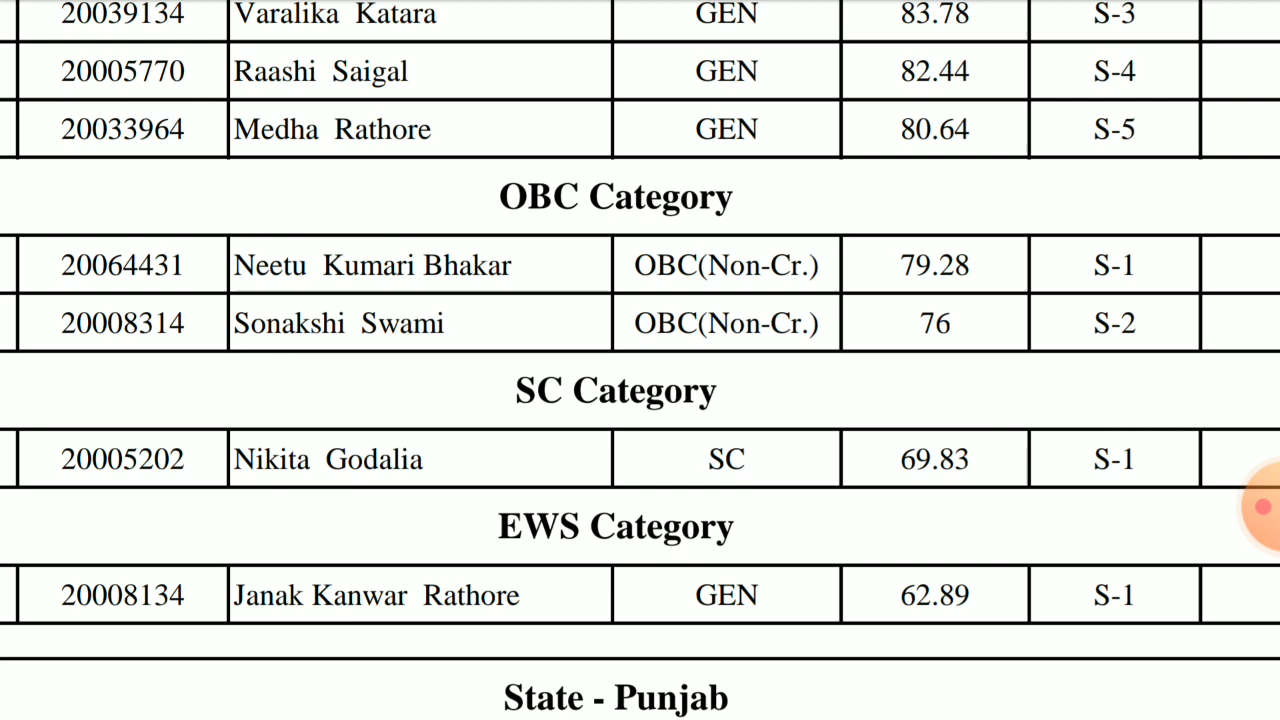 20039134 Varalika Katara GEN 83.78 S-3
20005770 Raashi Saigal GEN 82.44 S-4
20033964 Medha Rathore GEN 80.64 S-5
OBC Category
20064431 Neetu Kumari Bhakar OBC(Non-Cr.) 79.28 S-1
20008314 Sonakshi Swami OBC(Non-Cr.) 76 S-2
SC Category
20005202 Nikita Godalia SC 69.83 S-1
EWS Category
20008134 Janak Kanwar Rathore GEN 62.89 S-1
State - Punjab